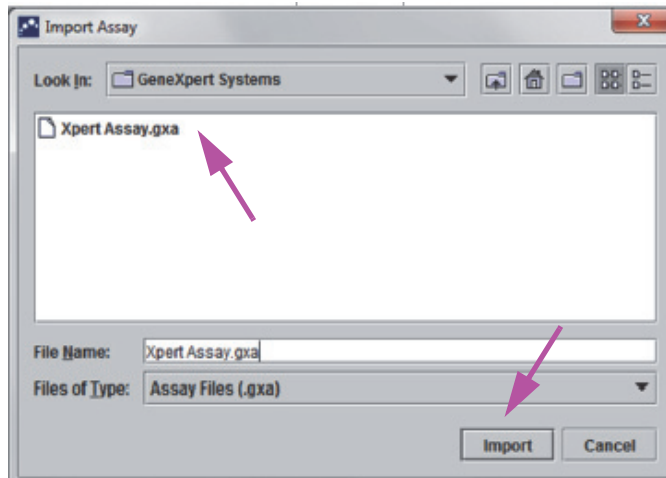 Import Assay
Look In: GeneXpert Systems
Xpert Assay.gxa
File Name: Xpert Assay.gxa
Files of Type: Assay Files (.gxa)
Import Cancel